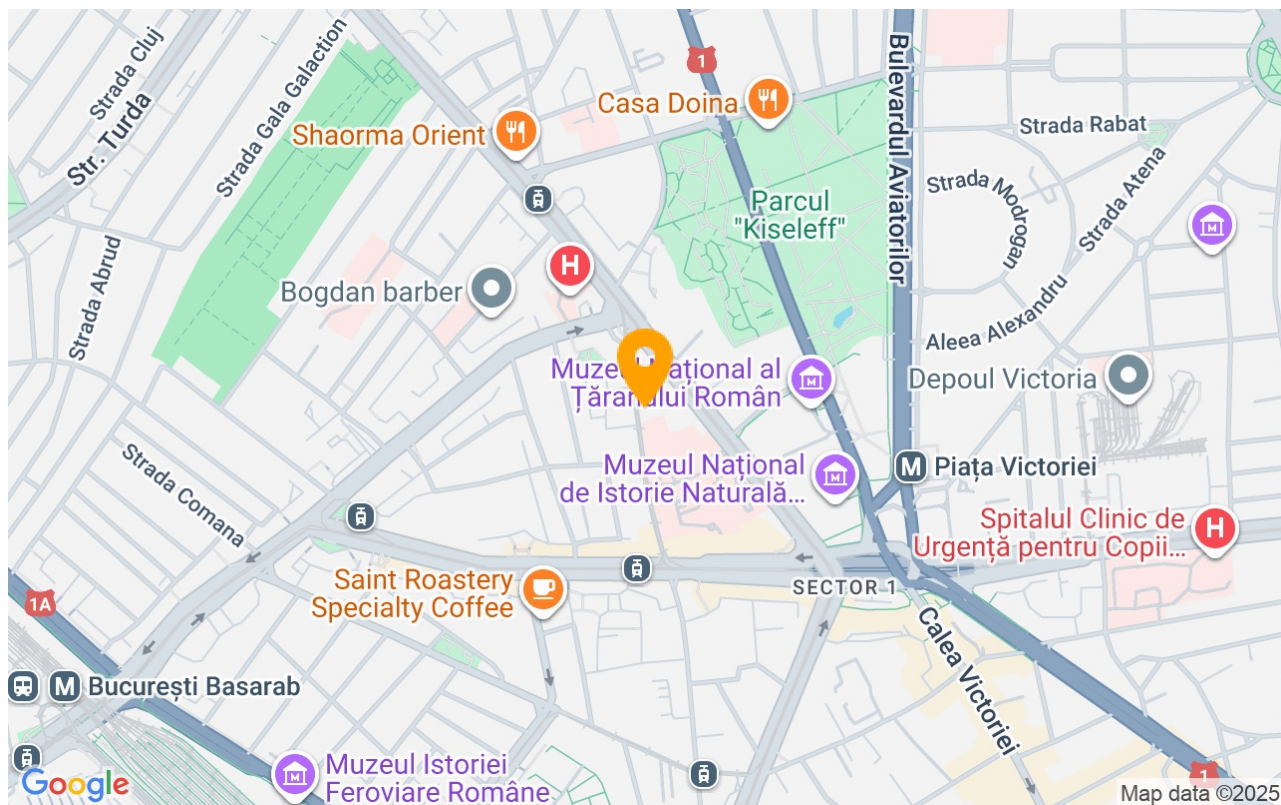 Strada Cluj
Str. Turda
Strada Gala Galaction
Shaorma Orient
1
Casa Doina
Bulevardul Aviatorilor
Strada Rabat
Strada Modrogan
Strada Atena
M
Parcul
"Kiseleff"
Strada Abrud
H
Bogdan barber
Aleea Alexandru
Depoul Victoria
Muzeul Național al
Țăranului Român
M
Strada Comana
Muzeul Național
de Istorie Naturală…
M
M Piața Victoriei
Spitalul Clinic de
Urgență pentru Copii…
H
SECTOR 1
Saint Roastery
Specialty Coffee
1A
Calea Victoriei
M București Basarab
Muzeul Istoriei
Feroviare Române
M
1
Google
Map data ©2025